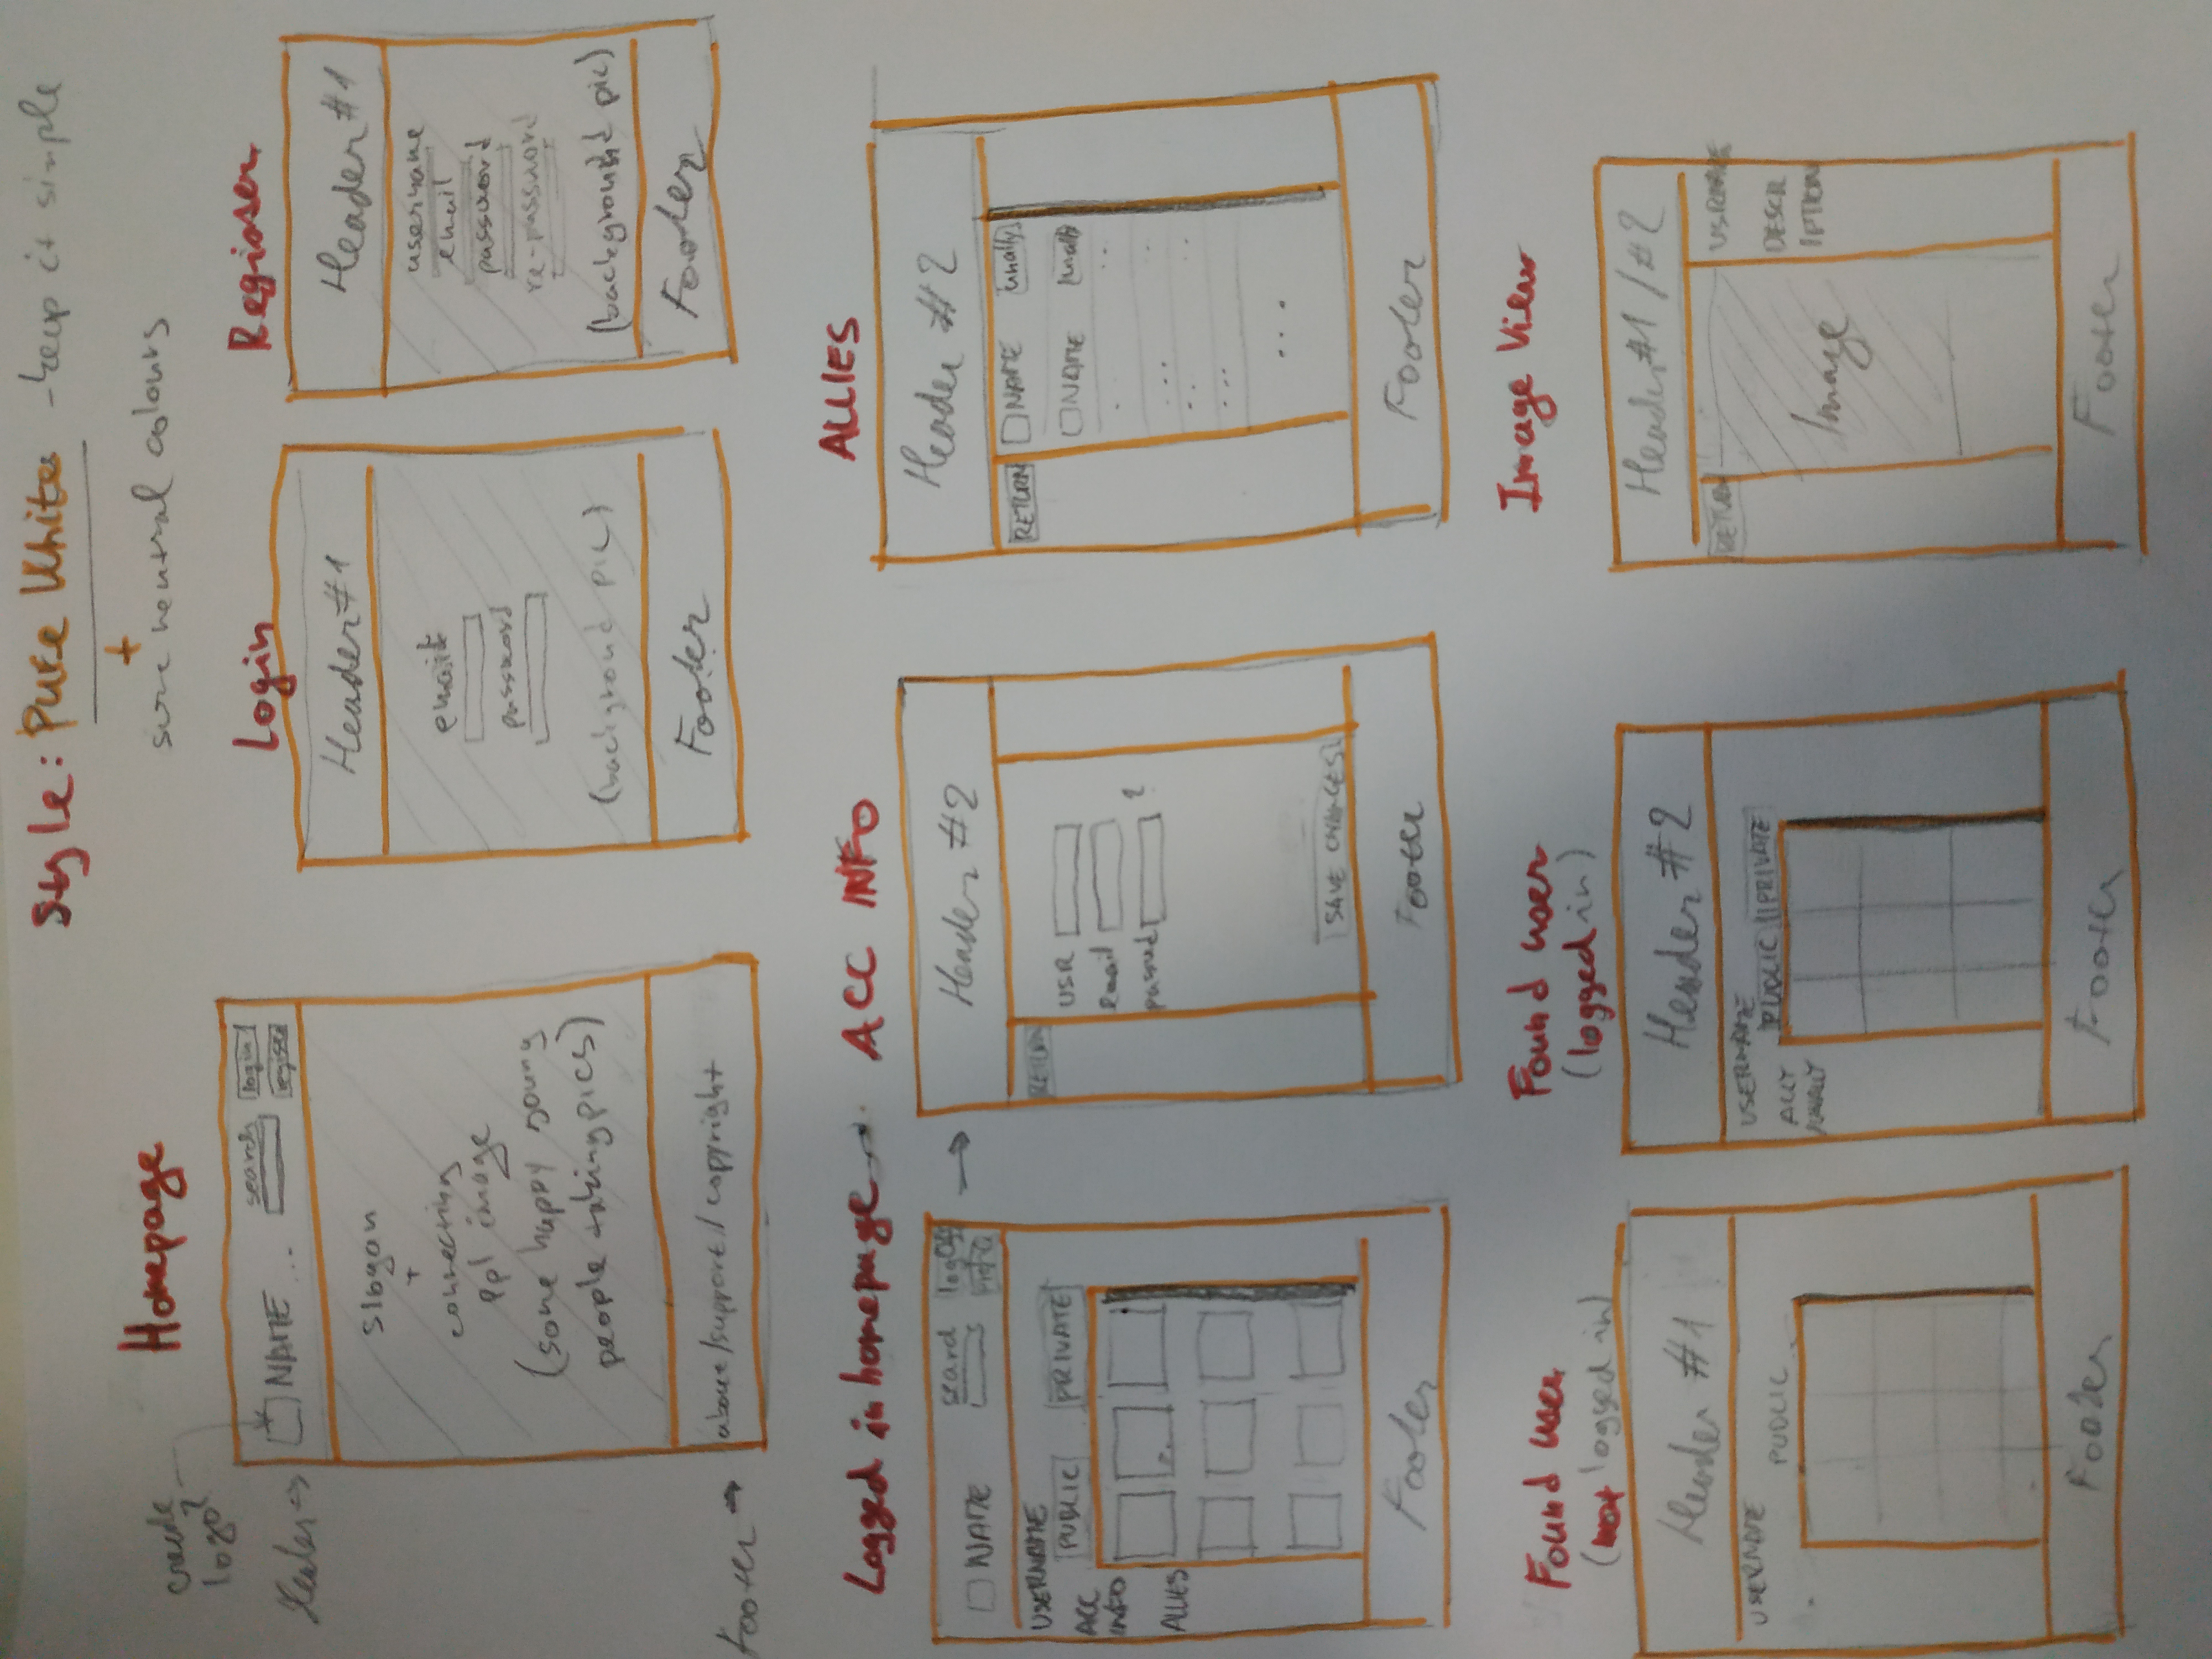 Style: Pure White - keep it simple
+
some neutral colours
Homepage
create
logo?
Header
NAME ...
search
login
register
slogan
+
connecting
ppl image
(some happy young
people taking pics)
Footer
about/support/copyright
Login
Header #1
email
password
(background pic)
Footer
Register
Header #1
username
email
password
re-password
(background pic)
Footer
Logged in homepage
NAME
search
logOff
profile
USERNAME
PUBLIC PRIVATE
ACC
INFO
ALLIES
Footer
ACC INFO
Header #2
RETURN
USR
email
?
SAVE CHANGES
Footer
ALLIES
Header #2
RETURN
NAME unally
NAME unally
...
...
...
Footer
Found user
(not logged in)
Header #1
USERNAME
PUBLIC
Footer
Found user
(logged in)
Header #2
USERNAME
PUBLIC PRIVATE
ALLY
/UNALLY
Footer
Image View
Header #1 / #2
RETURN
Image
DESCR
IPTION
Footer